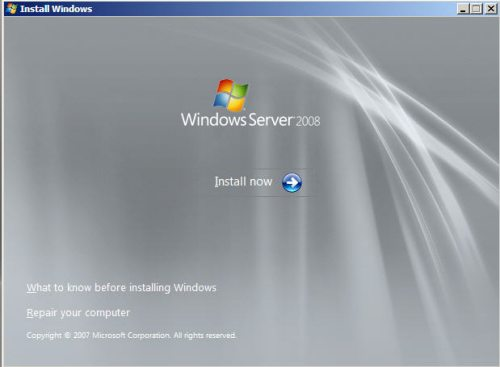 Install Windows
Windows Server 2008
Install now
What to know before installing Windows
Repair your computer
Copyright © 2007 Microsoft Corporation. All rights reserved.